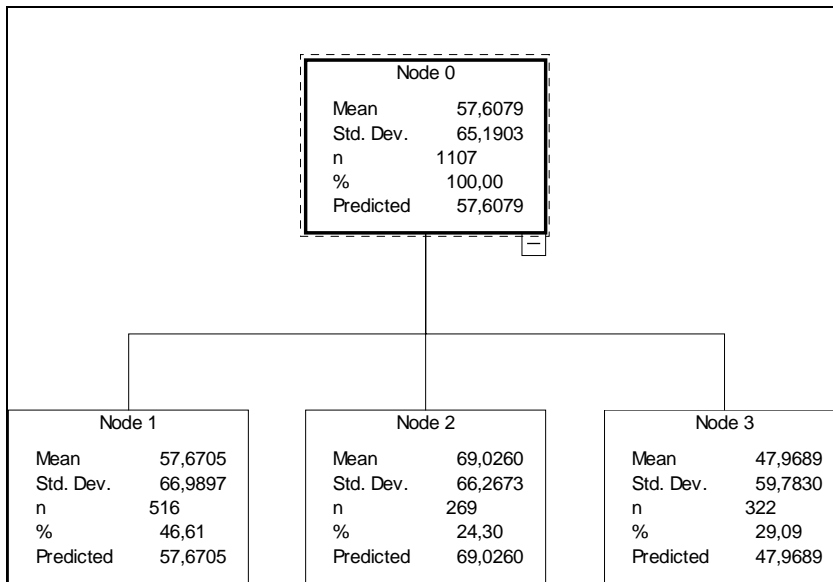 Node 0
Mean 57,6079
Std. Dev. 65,1903
n 1107
% 100,00
Predicted 57,6079
Node 1
Mean 57,6705
Std. Dev. 66,9897
n 516
% 46,61
Predicted 57,6705
Node 2
Mean 69,0260
Std. Dev. 66,2673
n 269
% 24,30
Predicted 69,0260
Node 3
Mean 47,9689
Std. Dev. 59,7830
n 322
% 29,09
Predicted 47,9689